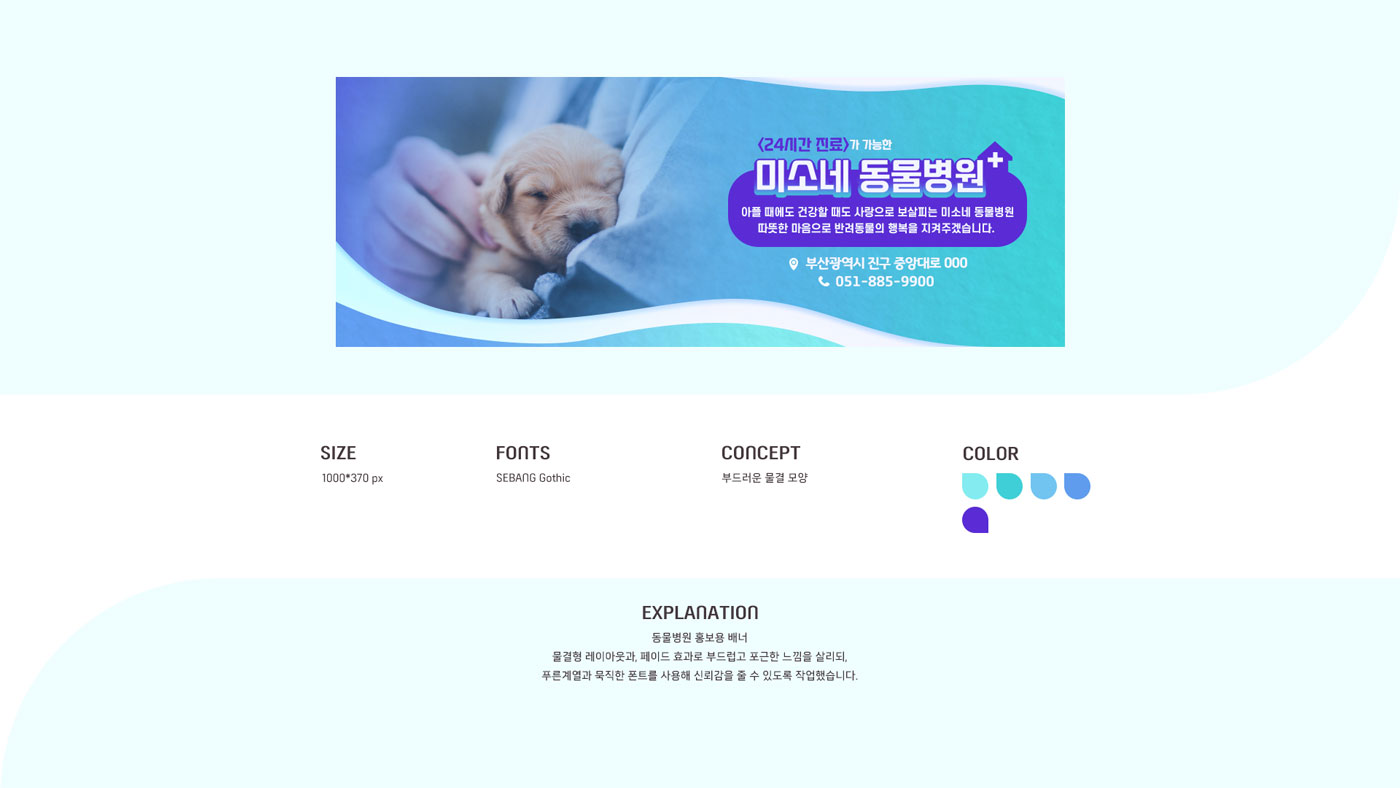 <24시간 진료>가 가능한
미소네 동물병원
아플 때에도 건강할 때도 사랑으로 보살피는 미소네 동물병원
따뜻한 마음으로 반려동물의 행복을 지켜주겠습니다.
부산광역시 진구 중앙대로 000
051-885-9900
SIZE
1000*370 px
FONTS
SEBANG Gothic
CONCEPT
부드러운 물결 모양
COLOR
EXPLANATION
동물병원 홍보용 배너
물결형 레이아웃과, 페이드 효과로 부드럽고 포근한 느낌을 살리되,
푸른계열과 묵직한 폰트를 사용해 신뢰감을 줄 수 있도록 작업했습니다.